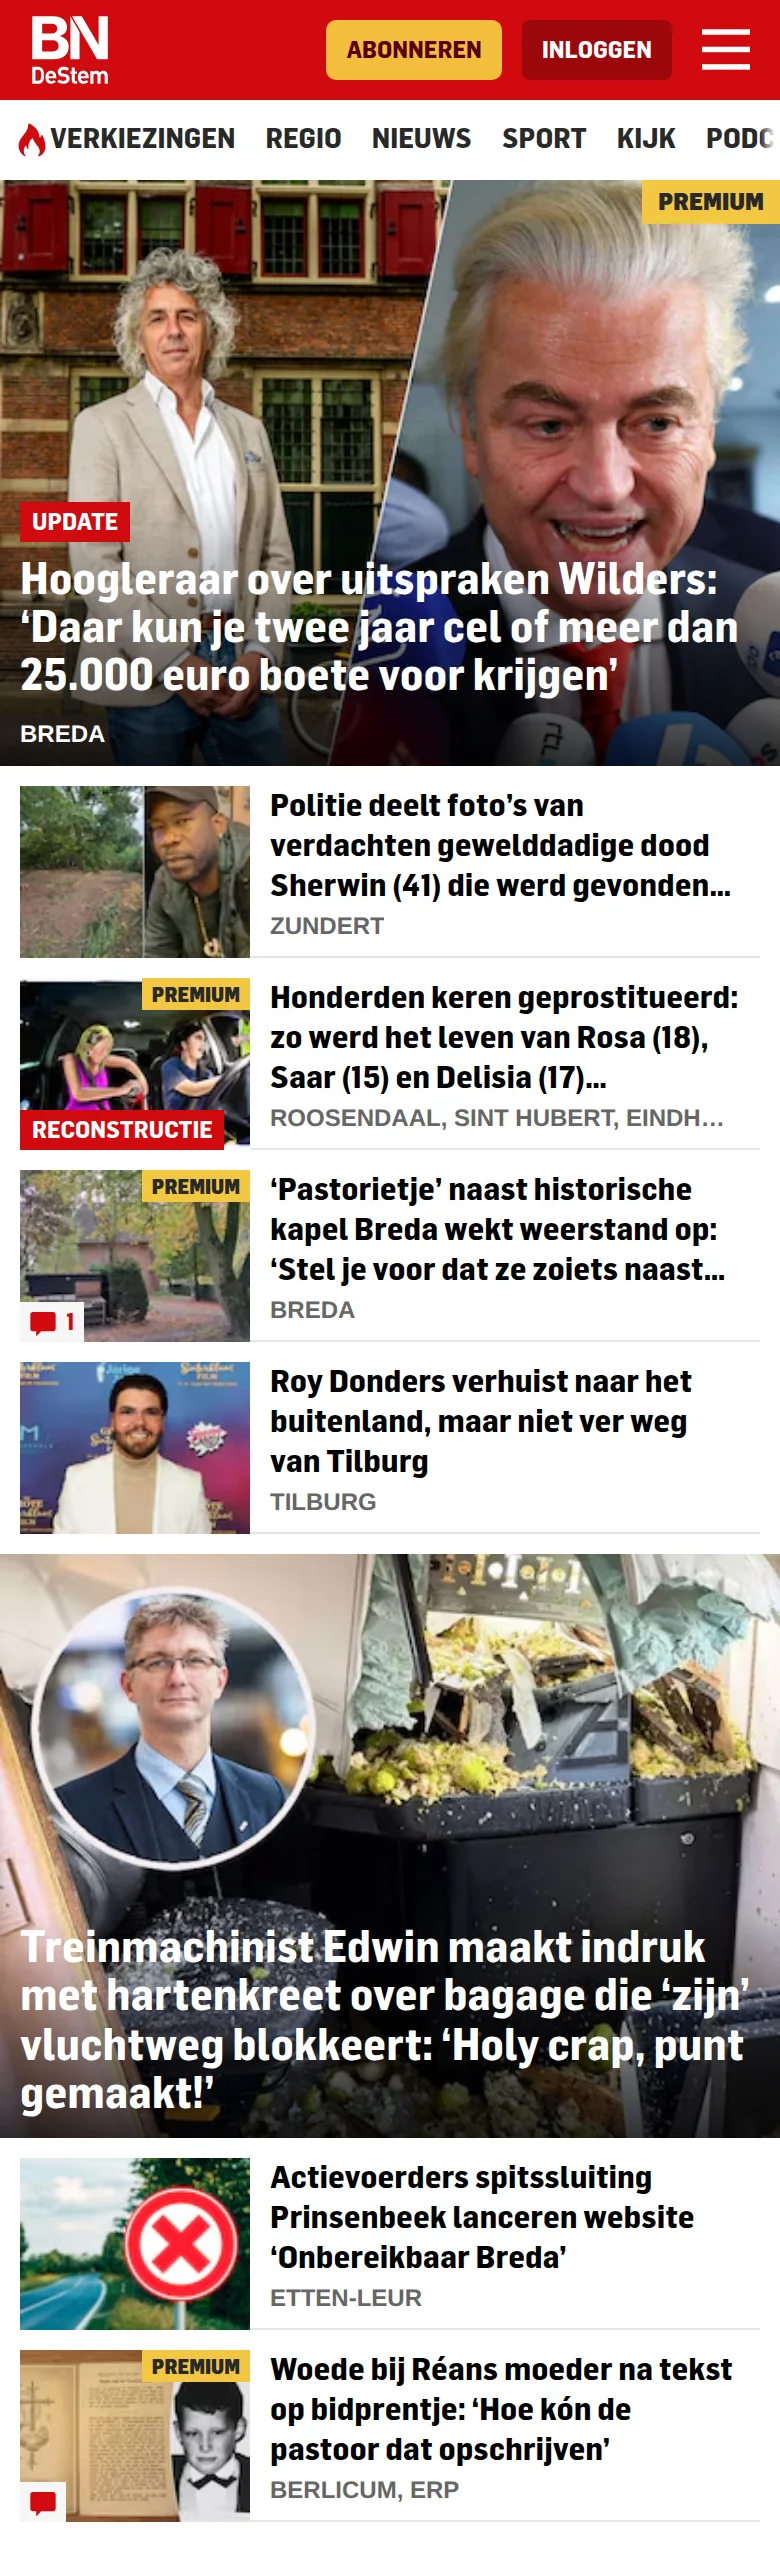 BN
DeStem
ABONNEREN
INLOGGEN
VERKIEZINGEN REGIO NIEUWS SPORT KIJK PODC
PREMIUM
UPDATE
Hoogleraar over uitspraken Wilders:
‘Daar kun je twee jaar cel of meer dan
25.000 euro boete voor krijgen’
BREDA
Politie deelt foto’s van
verdachten gewelddadige dood
Sherwin (41) die werd gevonden...
ZUNDERT
PREMIUM
RECONSTRUCTIE
Honderden keren geprostitueerd:
zo werd het leven van Rosa (18),
Saar (15) en Delisia (17)...
ROOSENDAAL, SINT HUBERT, EINDH…
PREMIUM
1
‘Pastorietje’ naast historische
kapel Breda wekt weerstand op:
‘Stel je voor dat ze zoiets naast...
BREDA
Roy Donders verhuist naar het
buitenland, maar niet ver weg
van Tilburg
TILBURG
Treinmachinist Edwin maakt indruk
met hartenkreet over bagage die ‘zijn’
vluchtweg blokkeert: ‘Holy crap, punt
gemaakt!’
Actievoerders spitssluiting
Prinsenbeek lanceren website
‘Onbereikbaar Breda’
ETTEN-LEUR
PREMIUM
Woede bij Réans moeder na tekst
op bidprentje: ‘Hoe kón de
pastoor dat opschrijven’
BERLICUM, ERP